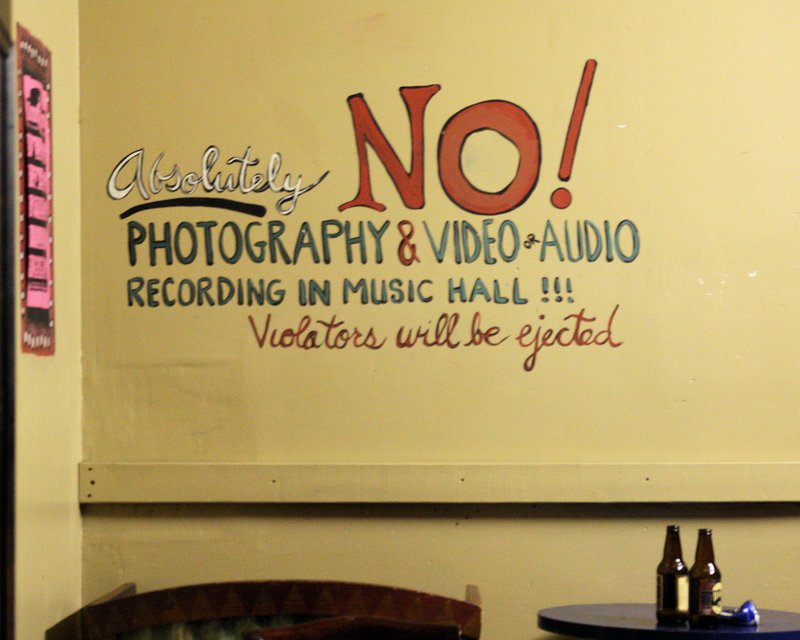 Absolutely NO!
PHOTOGRAPHY & VIDEO & AUDIO
RECORDING IN MUSIC HALL !!!
Violators will be ejected